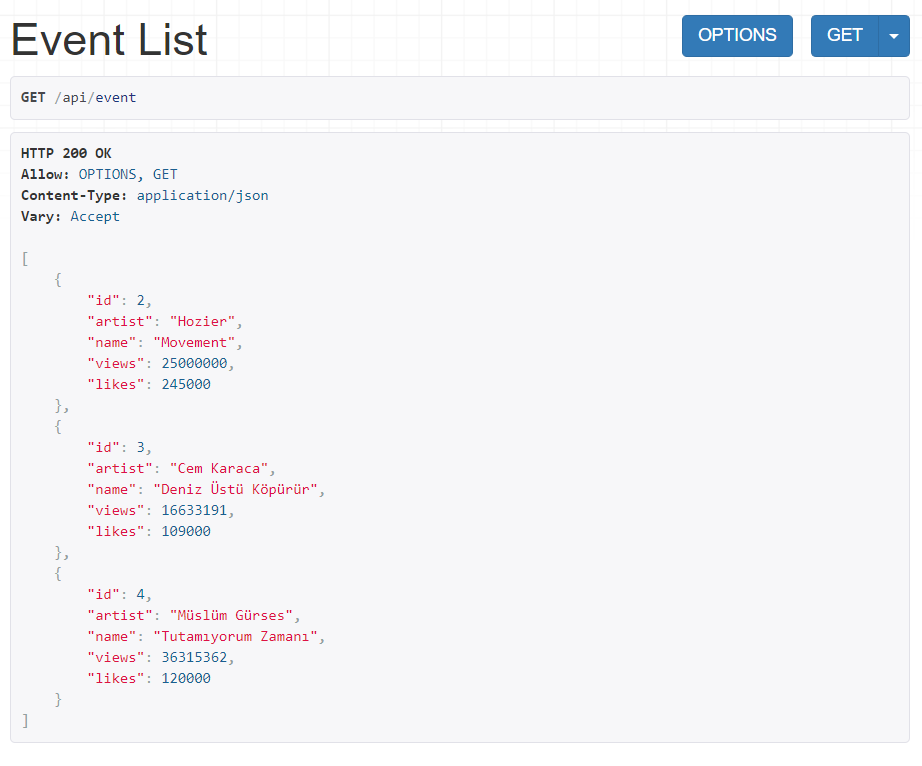 Event List
OPTIONS
GET
GET /api/event
HTTP 200 OK
Allow: OPTIONS, GET
Content-Type: application/json
Vary: Accept
[
    {
        "id": 2,
        "artist": "Hozier",
        "name": "Movement",
        "views": 25000000,
        "likes": 245000
    },
    {
        "id": 3,
        "artist": "Cem Karaca",
        "name": "Deniz Üstü Köpürür",
        "views": 16633191,
        "likes": 109000
    },
    {
        "id": 4,
        "artist": "Müslüm Gürses",
        "name": "Tutamıyorum Zamanı",
        "views": 36315362,
        "likes": 120000
    }
]